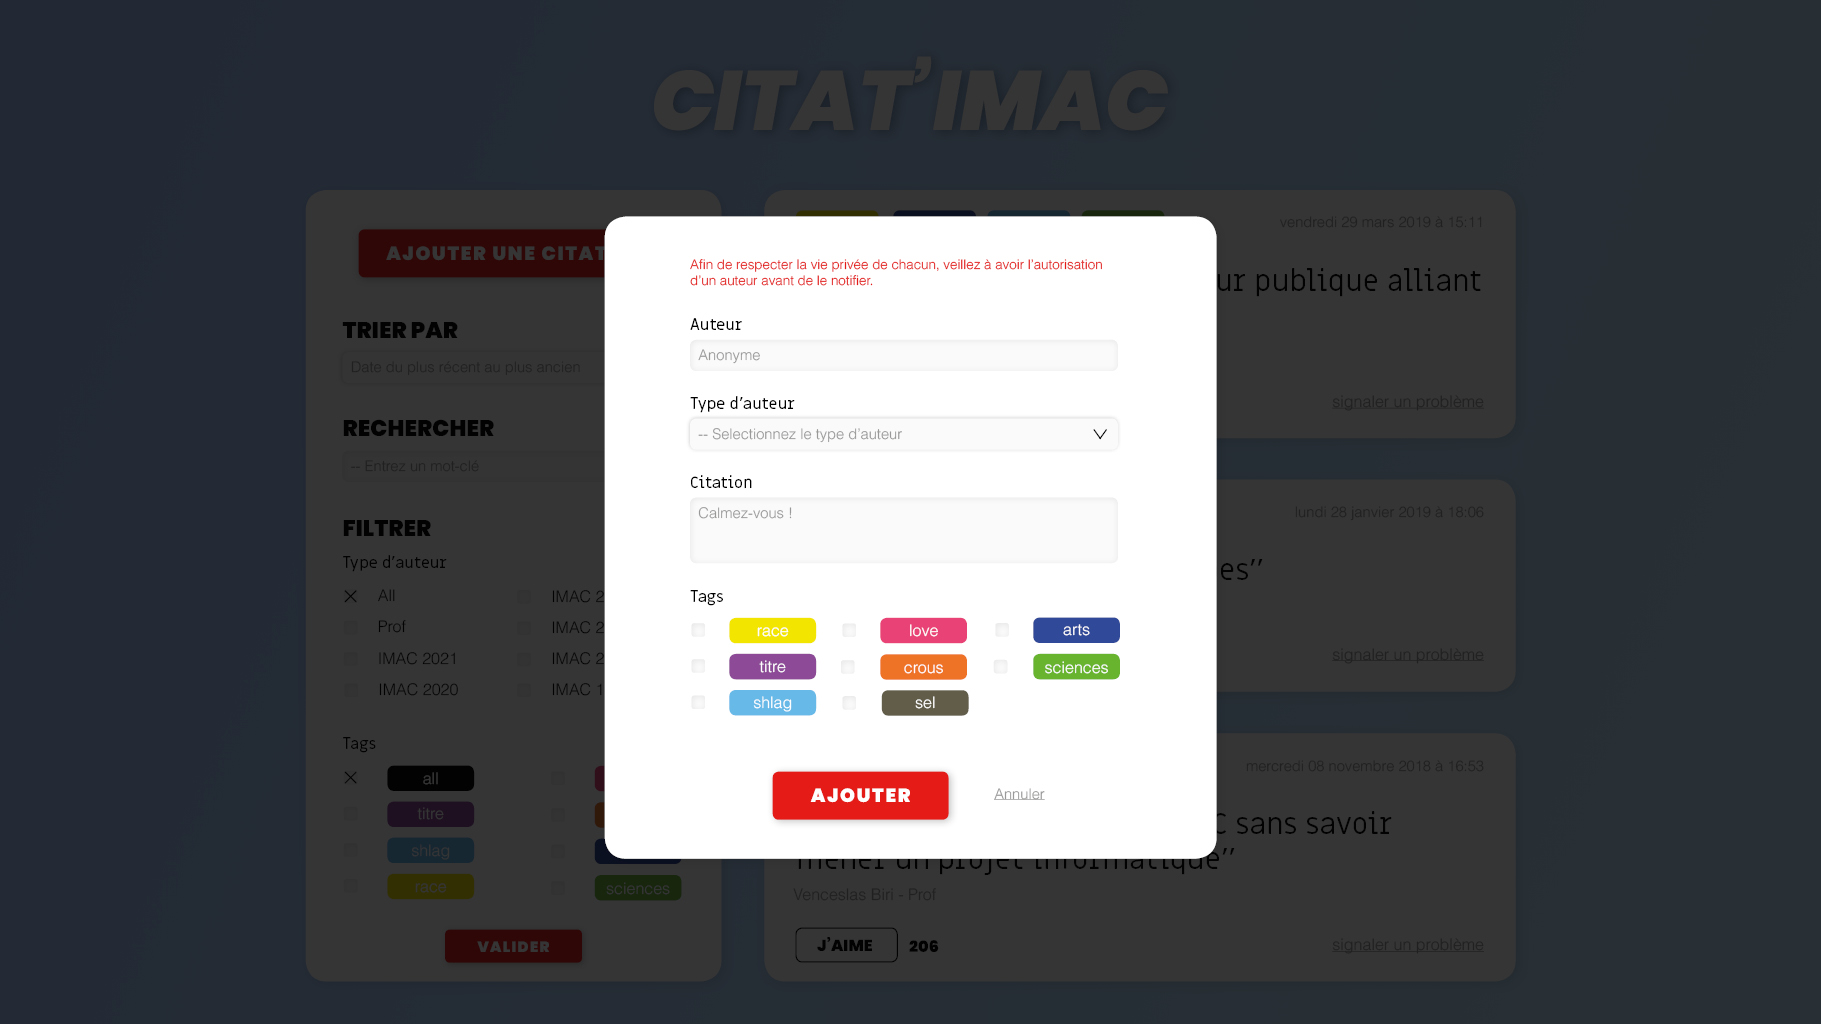 CITAT'IMAC
AJOUTER UNE CITAT
TRIER PAR
Date du plus récent au plus ancien
RECHERCHER
-- Entrez un mot-clé
FILTRER
Type d'auteur
All
IMAC 2
Prof
IMAC 2
IMAC 2021
IMAC 2
IMAC 2020
IMAC 1
Tags
all
titre
shlag
race
sciences
VALIDER
Afin de respecter la vie privée de chacun, veillez à avoir l'autorisation
d'un auteur avant de le notifier.
Auteur
Anonyme
Type d'auteur
-- Selectionnez le type d'auteur
Citation
Calmez-vous !
Tags
race
love
arts
titre
crous
sciences
shlag
sel
AJOUTER
Annuler
vendredi 29 mars 2019 à 15:11
ur publique alliant
signaler un problème
lundi 28 janvier 2019 à 18:06
es"
signaler un problème
mercredi 08 novembre 2018 à 16:53
C sans savoir
mener un projet informatique"
Venceslas Biri - Prof
J'AIME
206
signaler un problème